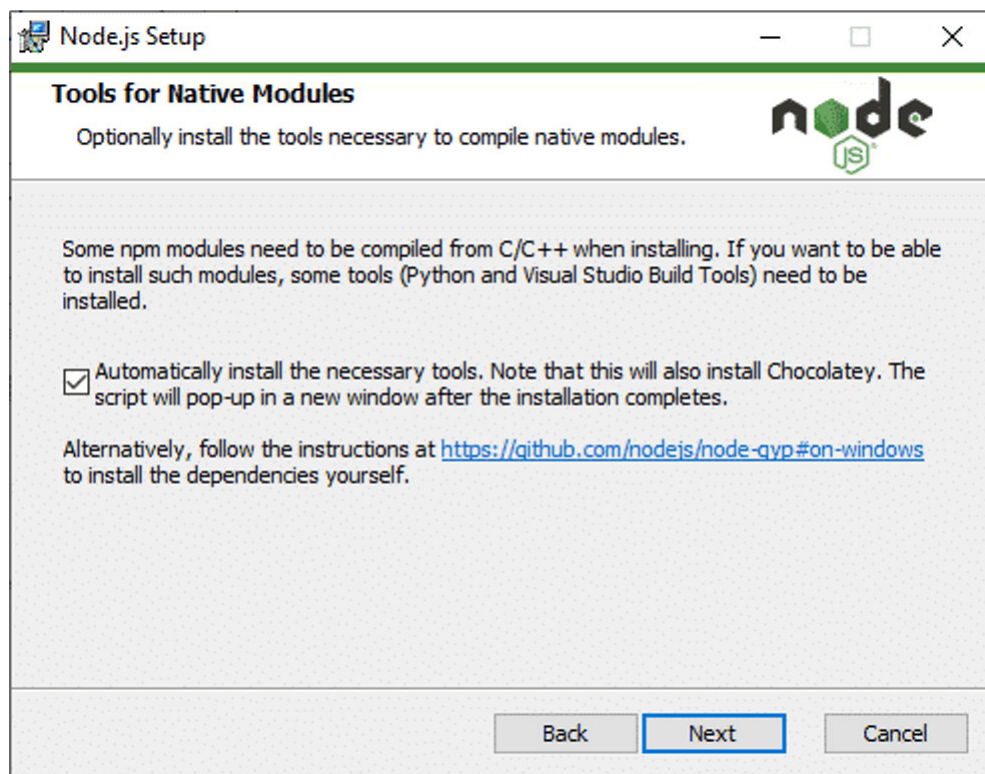 Node.js Setup
Tools for Native Modules
Optionally install the tools necessary to compile native modules.
node
JS
Some npm modules need to be compiled from C/C++ when installing. If you want to be able
to install such modules, some tools (Python and Visual Studio Build Tools) need to be
installed.
Automatically install the necessary tools. Note that this will also install Chocolatey. The
script will pop-up in a new window after the installation completes.
Alternatively, follow the instructions at https://github.com/nodejs/node-gyp#on-windows
to install the dependencies yourself.
Back
Next
Cancel